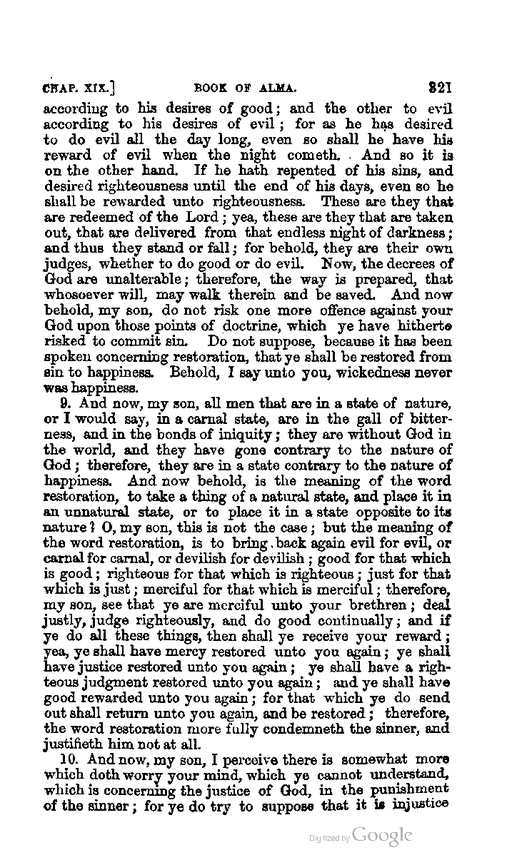 CHAP. XIX.] BOOK OF ALMA. 321
according to his desires of good; and the other to evil
according to his desires of evil; for as he has desired
to do evil all the day long, even so shall he have his
reward of evil when the night cometh. And so it is
on the other hand. If he hath repented of his sins, and
desired righteousness until the end of his days, even so he
shall be rewarded unto righteousness. These are they that
are redeemed of the Lord; yea, these are they that are taken
out, that are delivered from that endless night of darkness;
and thus they stand or fall; for behold, they are their own
judges, whether to do good or do evil. Now, the decrees of
God are unalterable; therefore, the way is prepared, that
whosoever will, may walk therein and be saved. And now
behold, my son, do not risk one more offence against your
God upon those points of doctrine, which ye have hitherto
risked to commit sin. Do not suppose, because it has been
spoken concerning restoration, that ye shall be restored from
sin to happiness. Behold, I say unto you, wickedness never
was happiness.
9. And now, my son, all men that are in a state of nature,
or I would say, in a carnal state, are in the gall of bitter-
ness, and in the bonds of iniquity; they are without God in
the world, and they have gone contrary to the nature of
God; therefore, they are in a state contrary to the nature of
happiness. And now behold, is the meaning of the word
restoration, to take a thing of a natural state, and place it in
an unnatural state, or to place it in a state opposite to its
nature? O, my son, this is not the case; but the meaning of
the word restoration, is to bring back again evil for evil, or
carnal for carnal, or devilish for devilish; good for that which
is good; righteous for that which is righteous; just for that
which is just; merciful for that which is merciful; therefore,
my son, see that ye are merciful unto your brethren; deal
justly, judge righteously, and do good continually; and if
ye do all these things, then shall ye receive your reward;
yea, ye shall have mercy restored unto you again; ye shall
have justice restored unto you again; ye shall have a righ-
teous judgment restored unto you again; and ye shall have
good rewarded unto you again; for that which ye do send
out shall return unto you again, and be restored; therefore,
the word restoration more fully condemneth the sinner, and
justifieth him not at all.
10. And now, my son, I perceive there is somewhat more
which doth worry your mind, which ye cannot understand,
which is concerning the justice of God, in the punishment
of the sinner; for ye do try to suppose that it is injustice
Digitized by Google